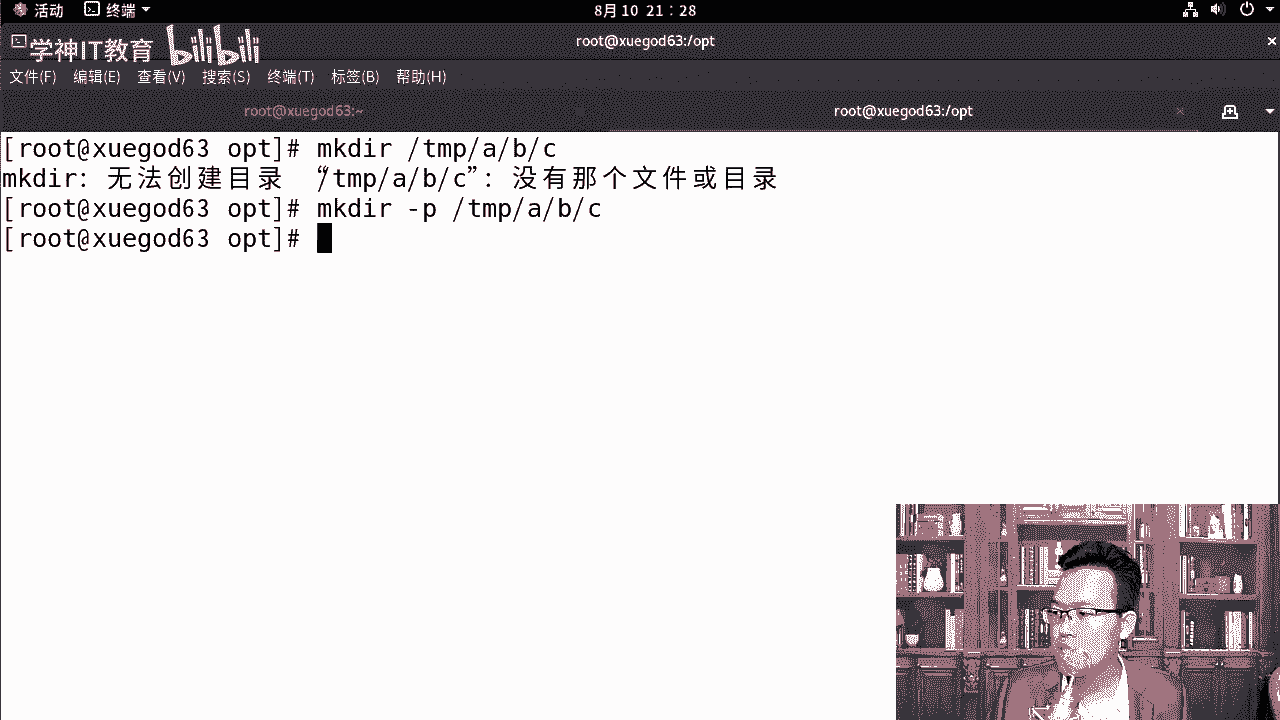 活动 终端 8月10 21：28
学神IT教育 bilibili root@xuegod63:/opt
文件(F) 编辑(E) 查看(V) 搜索(S) 终端(T) 标签(B) 帮助(H)
root@xuegod63:~ root@xuegod63:/opt
[root@xuegod63 opt]# mkdir /tmp/a/b/c
mkdir: 无法创建目录 “/tmp/a/b/c”: 没有那个文件或目录
[root@xuegod63 opt]# mkdir -p /tmp/a/b/c
[root@xuegod63 opt]#